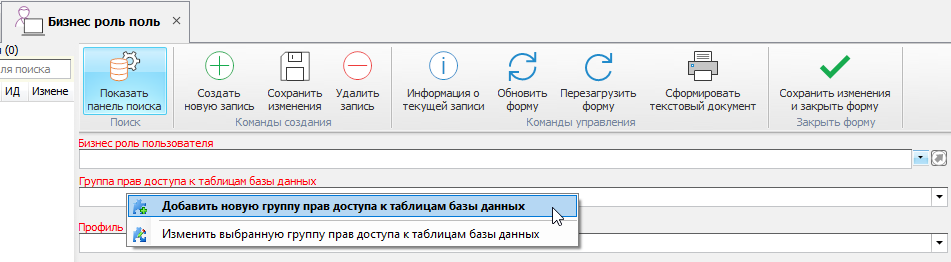 Бизнес роль поль
(0)
ля поиска
ИД Измене
Показать
панель поиска
Поиск
Создать
новую запись
Сохранить
изменения
Удалить
запись
Команды создания
Информация о
текущей записи
Обновить
форму
Перезагрузить
форму
Сформировать
текстовый документ
Команды управления
Сохранить изменения
и закрыть форму
Закрыть форму
Бизнес роль пользователя
Группа прав доступа к таблицам базы данных
Добавить новую группу прав доступа к таблицам базы данных
Изменить выбранную группу прав доступа к таблицам базы данных
Профиль